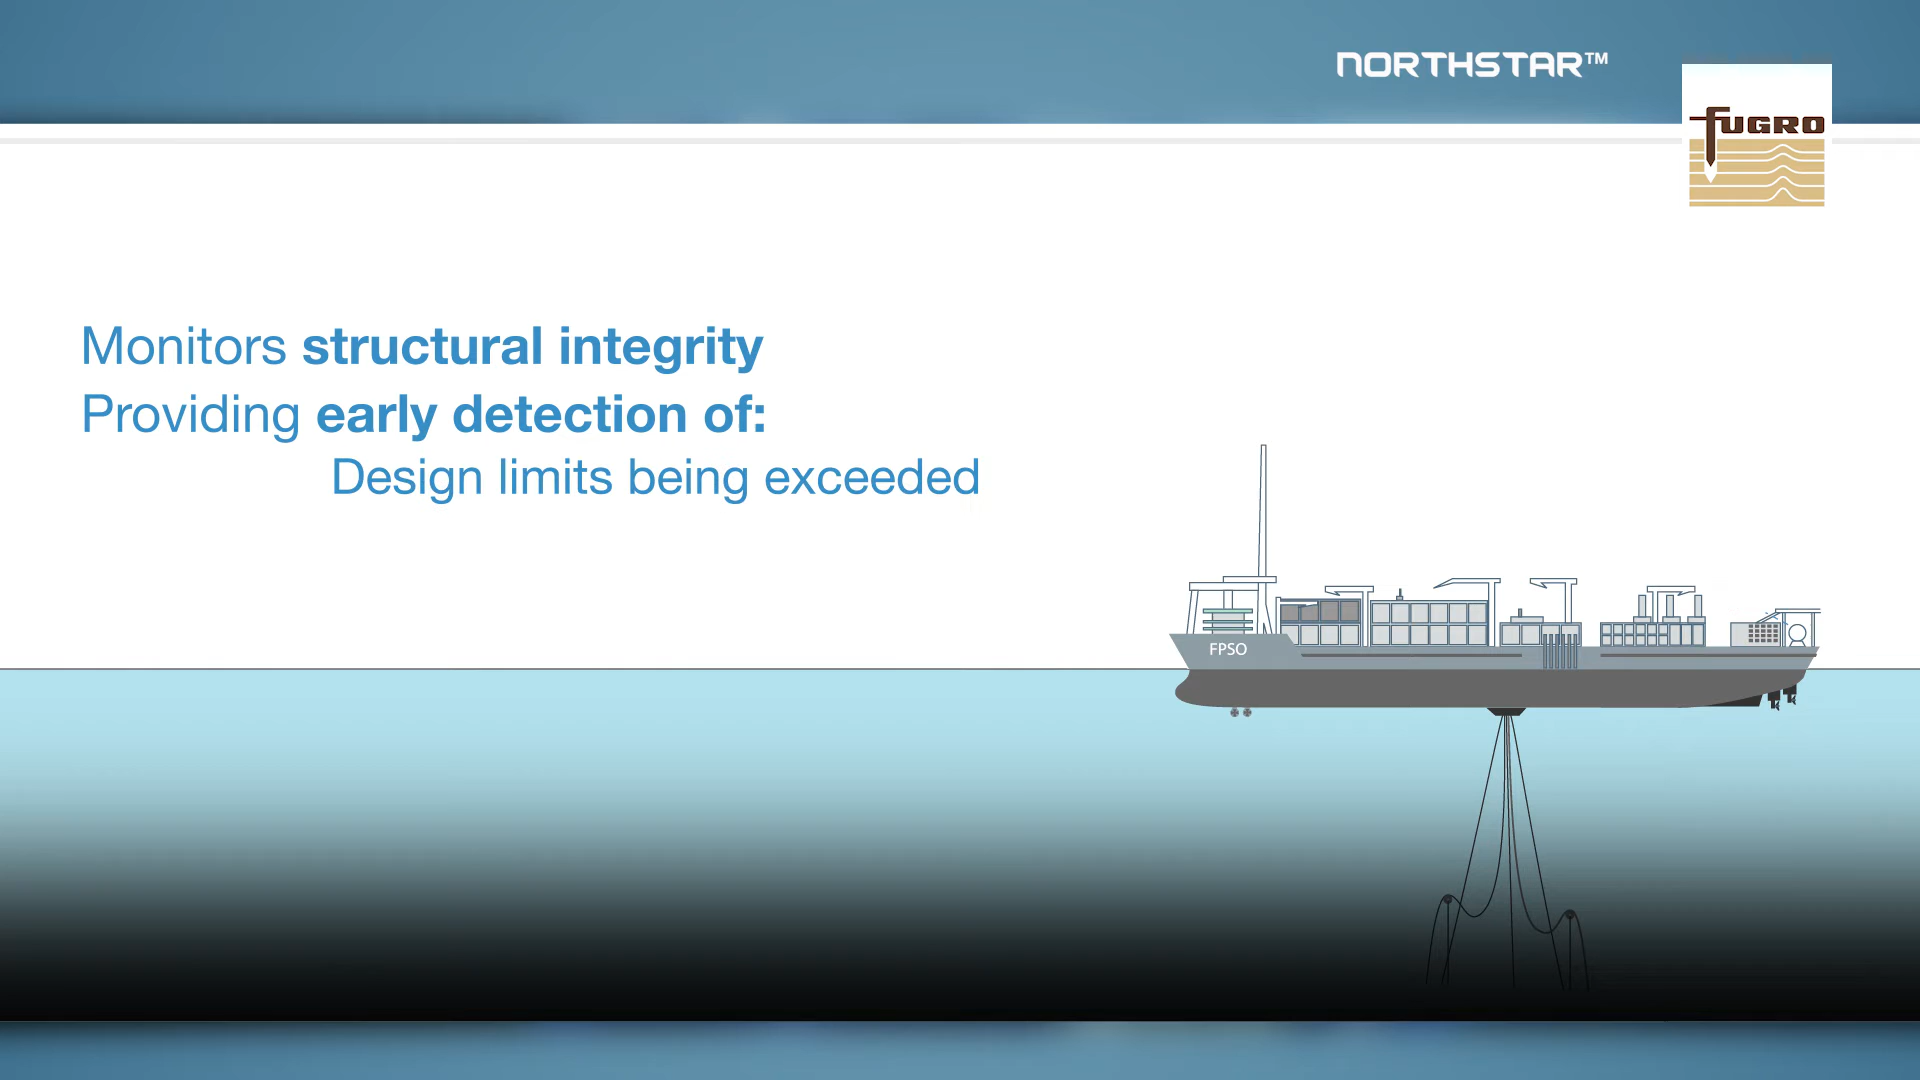 NORTHSTAR™
fUGRO
Monitors structural integrity
Providing early detection of:
Design limits being exceeded
FPSO